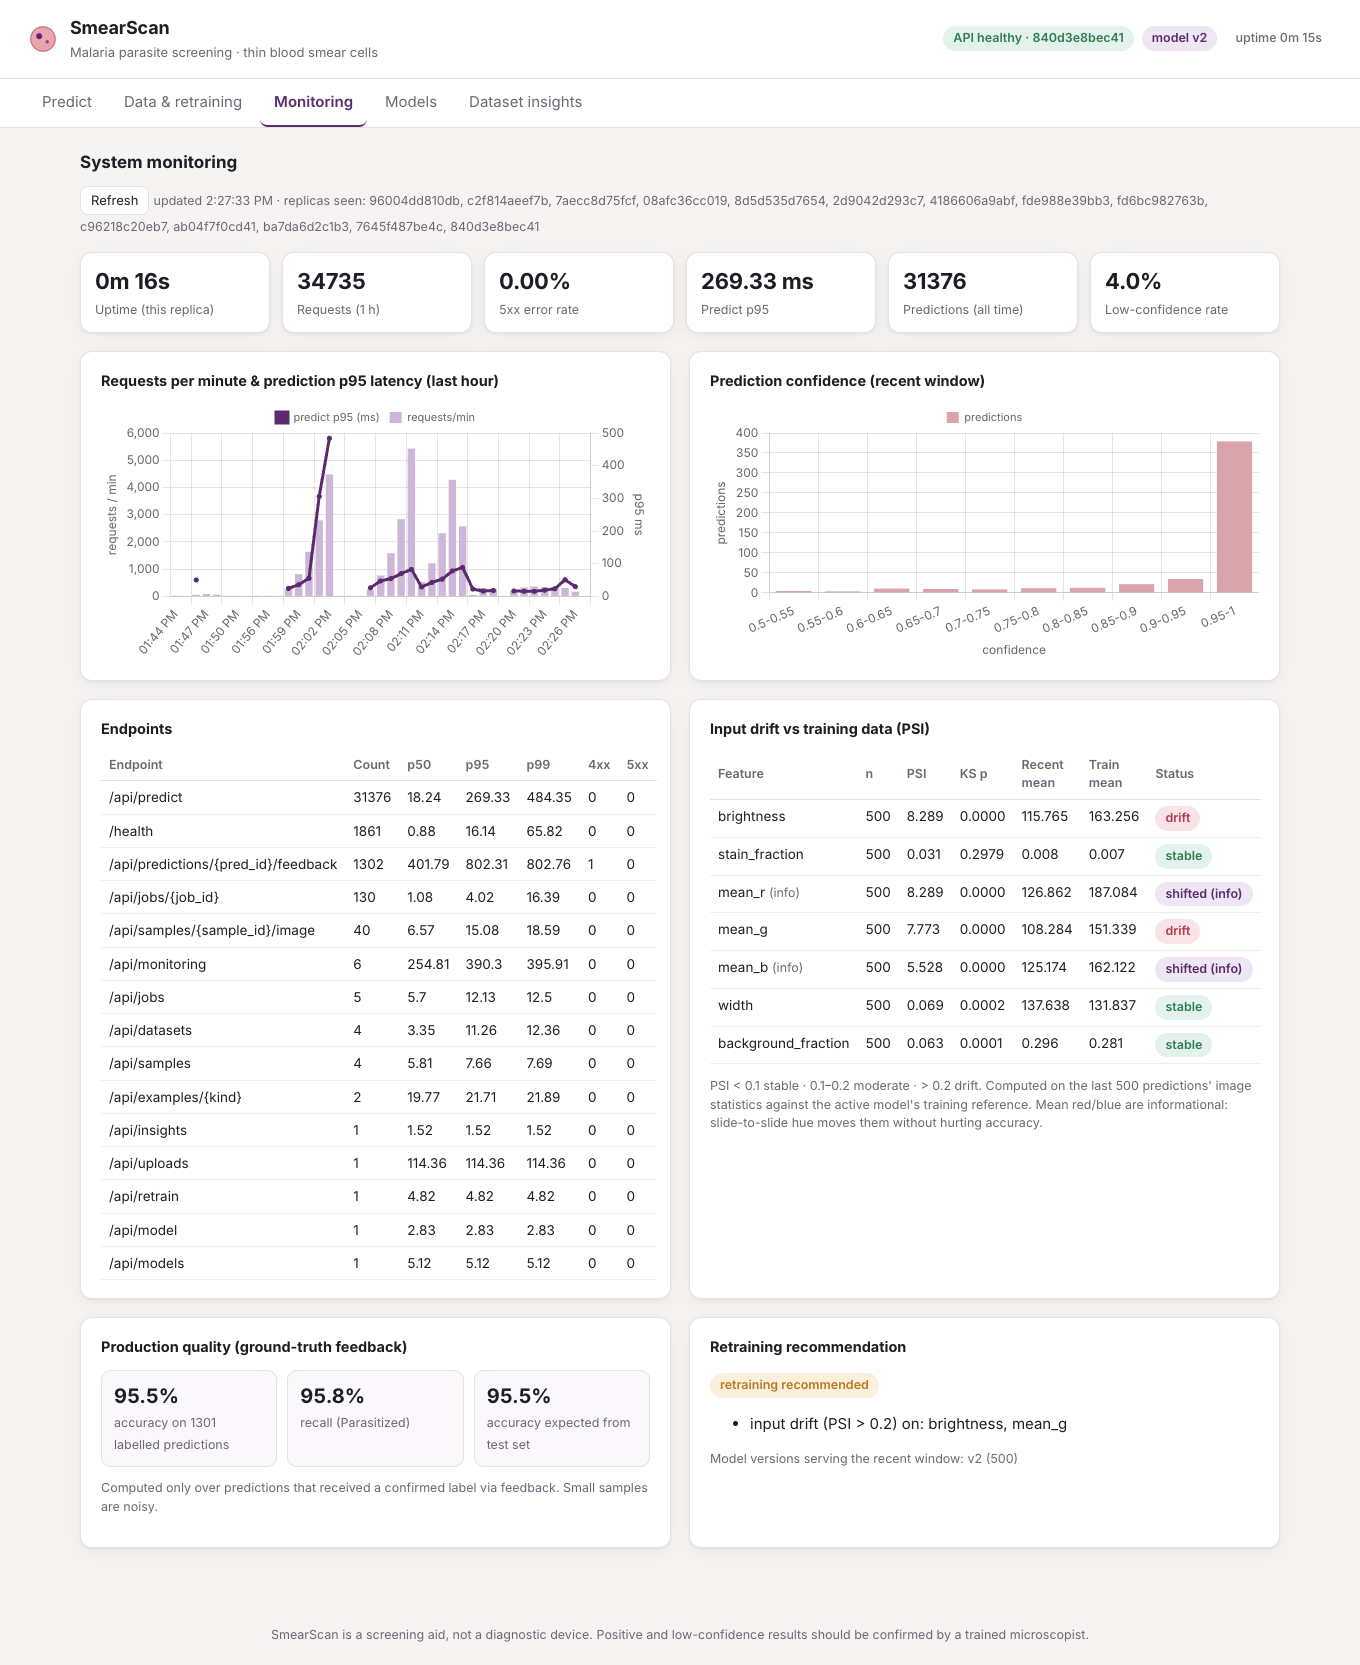 SmearScan
Malaria parasite screening · thin blood smear cells
API healthy · 840d3e8bec41
model v2
uptime 0m 15s
Predict
Data & retraining
Monitoring
Models
Dataset insights
System monitoring
Refresh updated 2:27:33 PM · replicas seen: 96004dd810db, c2f814aeef7b, 7aecc8d75fcf, 08afc36cc019, 8d5d535d7654, 2d9042d293c7, 4186606a9abf, fde988e39bb3, fd6bc982763b,
c96218c20eb7, ab04f7f0cd41, ba7da6d2c1b3, 7645f487be4c, 840d3e8bec41
0m 16s
Uptime (this replica)
34735
Requests (1 h)
0.00%
5xx error rate
269.33 ms
Predict p95
31376
Predictions (all time)
4.0%
Low-confidence rate
Requests per minute & prediction p95 latency (last hour)
predict p95 (ms)
requests/min
6,000
5,000
4,000
3,000
2,000
1,000
0
requests / min
500
400
300
200
100
0
p95 ms
01:44 PM
01:47 PM
01:50 PM
01:56 PM
01:59 PM
02:02 PM
02:05 PM
02:08 PM
02:11 PM
02:14 PM
02:17 PM
02:20 PM
02:23 PM
02:26 PM
Prediction confidence (recent window)
predictions
400
350
300
250
200
150
100
50
0
predictions
0.5-0.55
0.55-0.6
0.6-0.65
0.65-0.7
0.7-0.75
0.75-0.8
0.8-0.85
0.85-0.9
0.9-0.95
0.95-1
confidence
Endpoints
Endpoint Count p50 p95 p99 4xx 5xx
/api/predict 31376 18.24 269.33 484.35 0 0
/health 1861 0.88 16.14 65.82 0 0
/api/predictions/{pred_id}/feedback 1302 401.79 802.31 802.76 1 0
/api/jobs/{job_id} 130 1.08 4.02 16.39 0 0
/api/samples/{sample_id}/image 40 6.57 15.08 18.59 0 0
/api/monitoring 6 254.81 390.3 395.91 0 0
/api/jobs 5 5.7 12.13 12.5 0 0
/api/datasets 4 3.35 11.26 12.36 0 0
/api/samples 4 5.81 7.66 7.69 0 0
/api/examples/{kind} 2 19.77 21.71 21.89 0 0
/api/insights 1 1.52 1.52 1.52 0 0
/api/uploads 1 114.36 114.36 114.36 0 0
/api/retrain 1 4.82 4.82 4.82 0 0
/api/model 1 2.83 2.83 2.83 0 0
/api/models 1 5.12 5.12 5.12 0 0
Input drift vs training data (PSI)
Feature n PSI KS p Recent mean Train mean Status
brightness 500 8.289 0.0000 115.765 163.256 drift
stain_fraction 500 0.031 0.2979 0.008 0.007 stable
mean_r (info) 500 8.289 0.0000 126.862 187.084 shifted (info)
mean_g 500 7.773 0.0000 108.284 151.339 drift
mean_b (info) 500 5.528 0.0000 125.174 162.122 shifted (info)
width 500 0.069 0.0002 137.638 131.837 stable
background_fraction 500 0.063 0.0001 0.296 0.281 stable
PSI < 0.1 stable · 0.1–0.2 moderate · > 0.2 drift. Computed on the last 500 predictions' image
statistics against the active model's training reference. Mean red/blue are informational:
slide-to-slide hue moves them without hurting accuracy.
Production quality (ground-truth feedback)
95.5%
accuracy on 1301
labelled predictions
95.8%
recall (Parasitized)
95.5%
accuracy expected from
test set
Computed only over predictions that received a confirmed label via feedback. Small samples
are noisy.
Retraining recommendation
retraining recommended
• input drift (PSI > 0.2) on: brightness, mean_g
Model versions serving the recent window: v2 (500)
SmearScan is a screening aid, not a diagnostic device. Positive and low-confidence results should be confirmed by a trained microscopist.